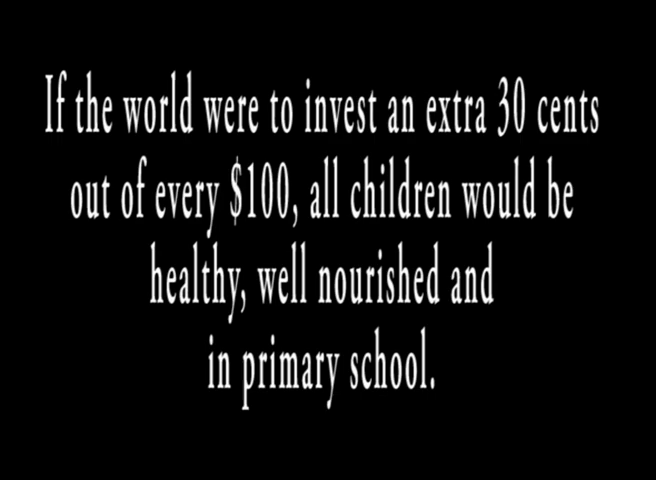 If the world were to invest an extra 30 cents
out of every $100, all children would be
healthy, well nourished and
in primary school.